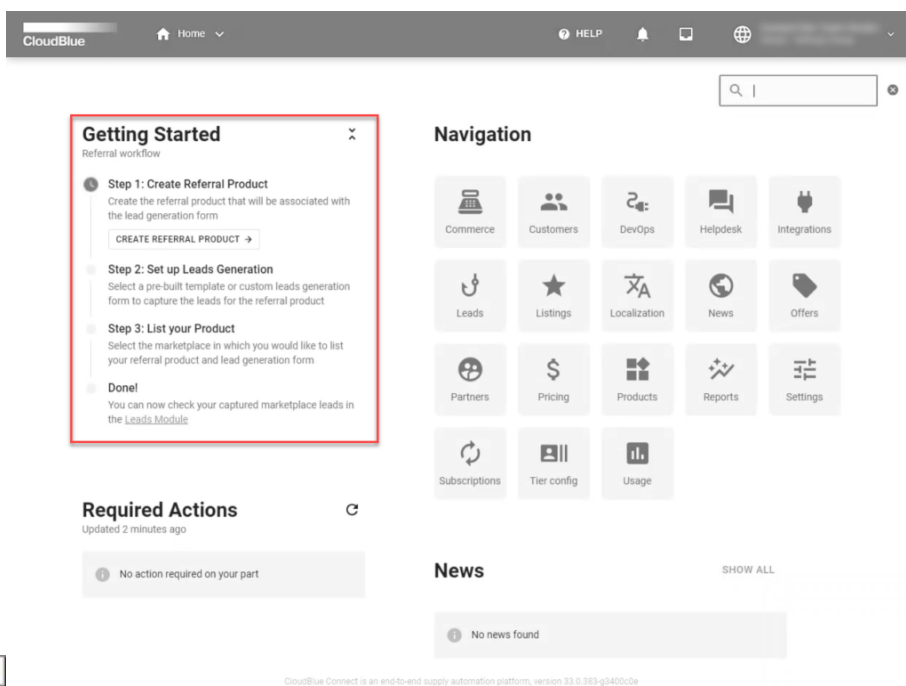 CloudBlue
Home
HELP
Getting Started
Referral workflow
Step 1: Create Referral Product
Create the referral product that will be associated with
the lead generation form
CREATE REFERRAL PRODUCT →
Step 2: Set up Leads Generation
Select a pre-built template or custom leads generation
form to capture the leads for the referral product
Step 3: List your Product
Select the marketplace in which you would like to list
your referral product and lead generation form
Done!
You can now check your captured marketplace leads in
the Leads Module
Required Actions
Updated 2 minutes ago
No action required on your part
Navigation
Commerce
Customers
DevOps
Helpdesk
Integrations
Leads
Listings
Localization
News
Offers
Partners
Pricing
Products
Reports
Settings
Subscriptions
Tier config
Usage
News
SHOW ALL
No news found
CloudBlue Connect is an end-to-end supply automation platform, version 33.0.383-g3400c0e